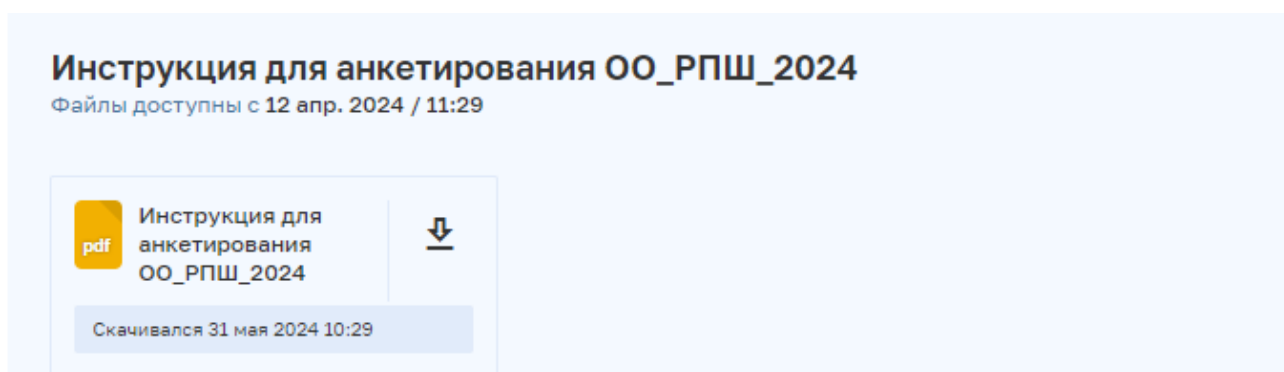 Инструкция для анкетирования ОО_РПШ_2024
Файлы доступны с 12 апр. 2024 / 11:29
pdf
Инструкция для
анкетирования
ОО_РПШ_2024
Скачивался 31 мая 2024 10:29